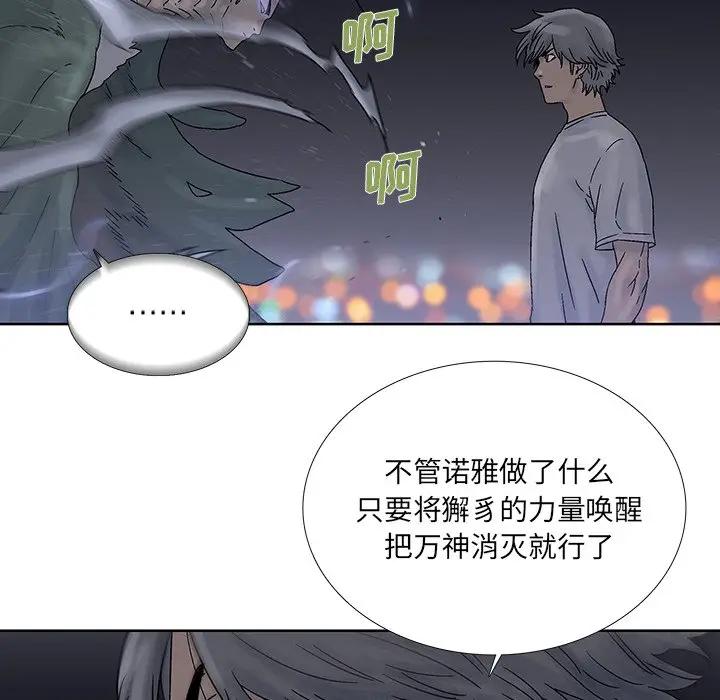 啊
啊
……
不管诺雅做了什么
只要将獬豸的力量唤醒
把万神消灭就行了